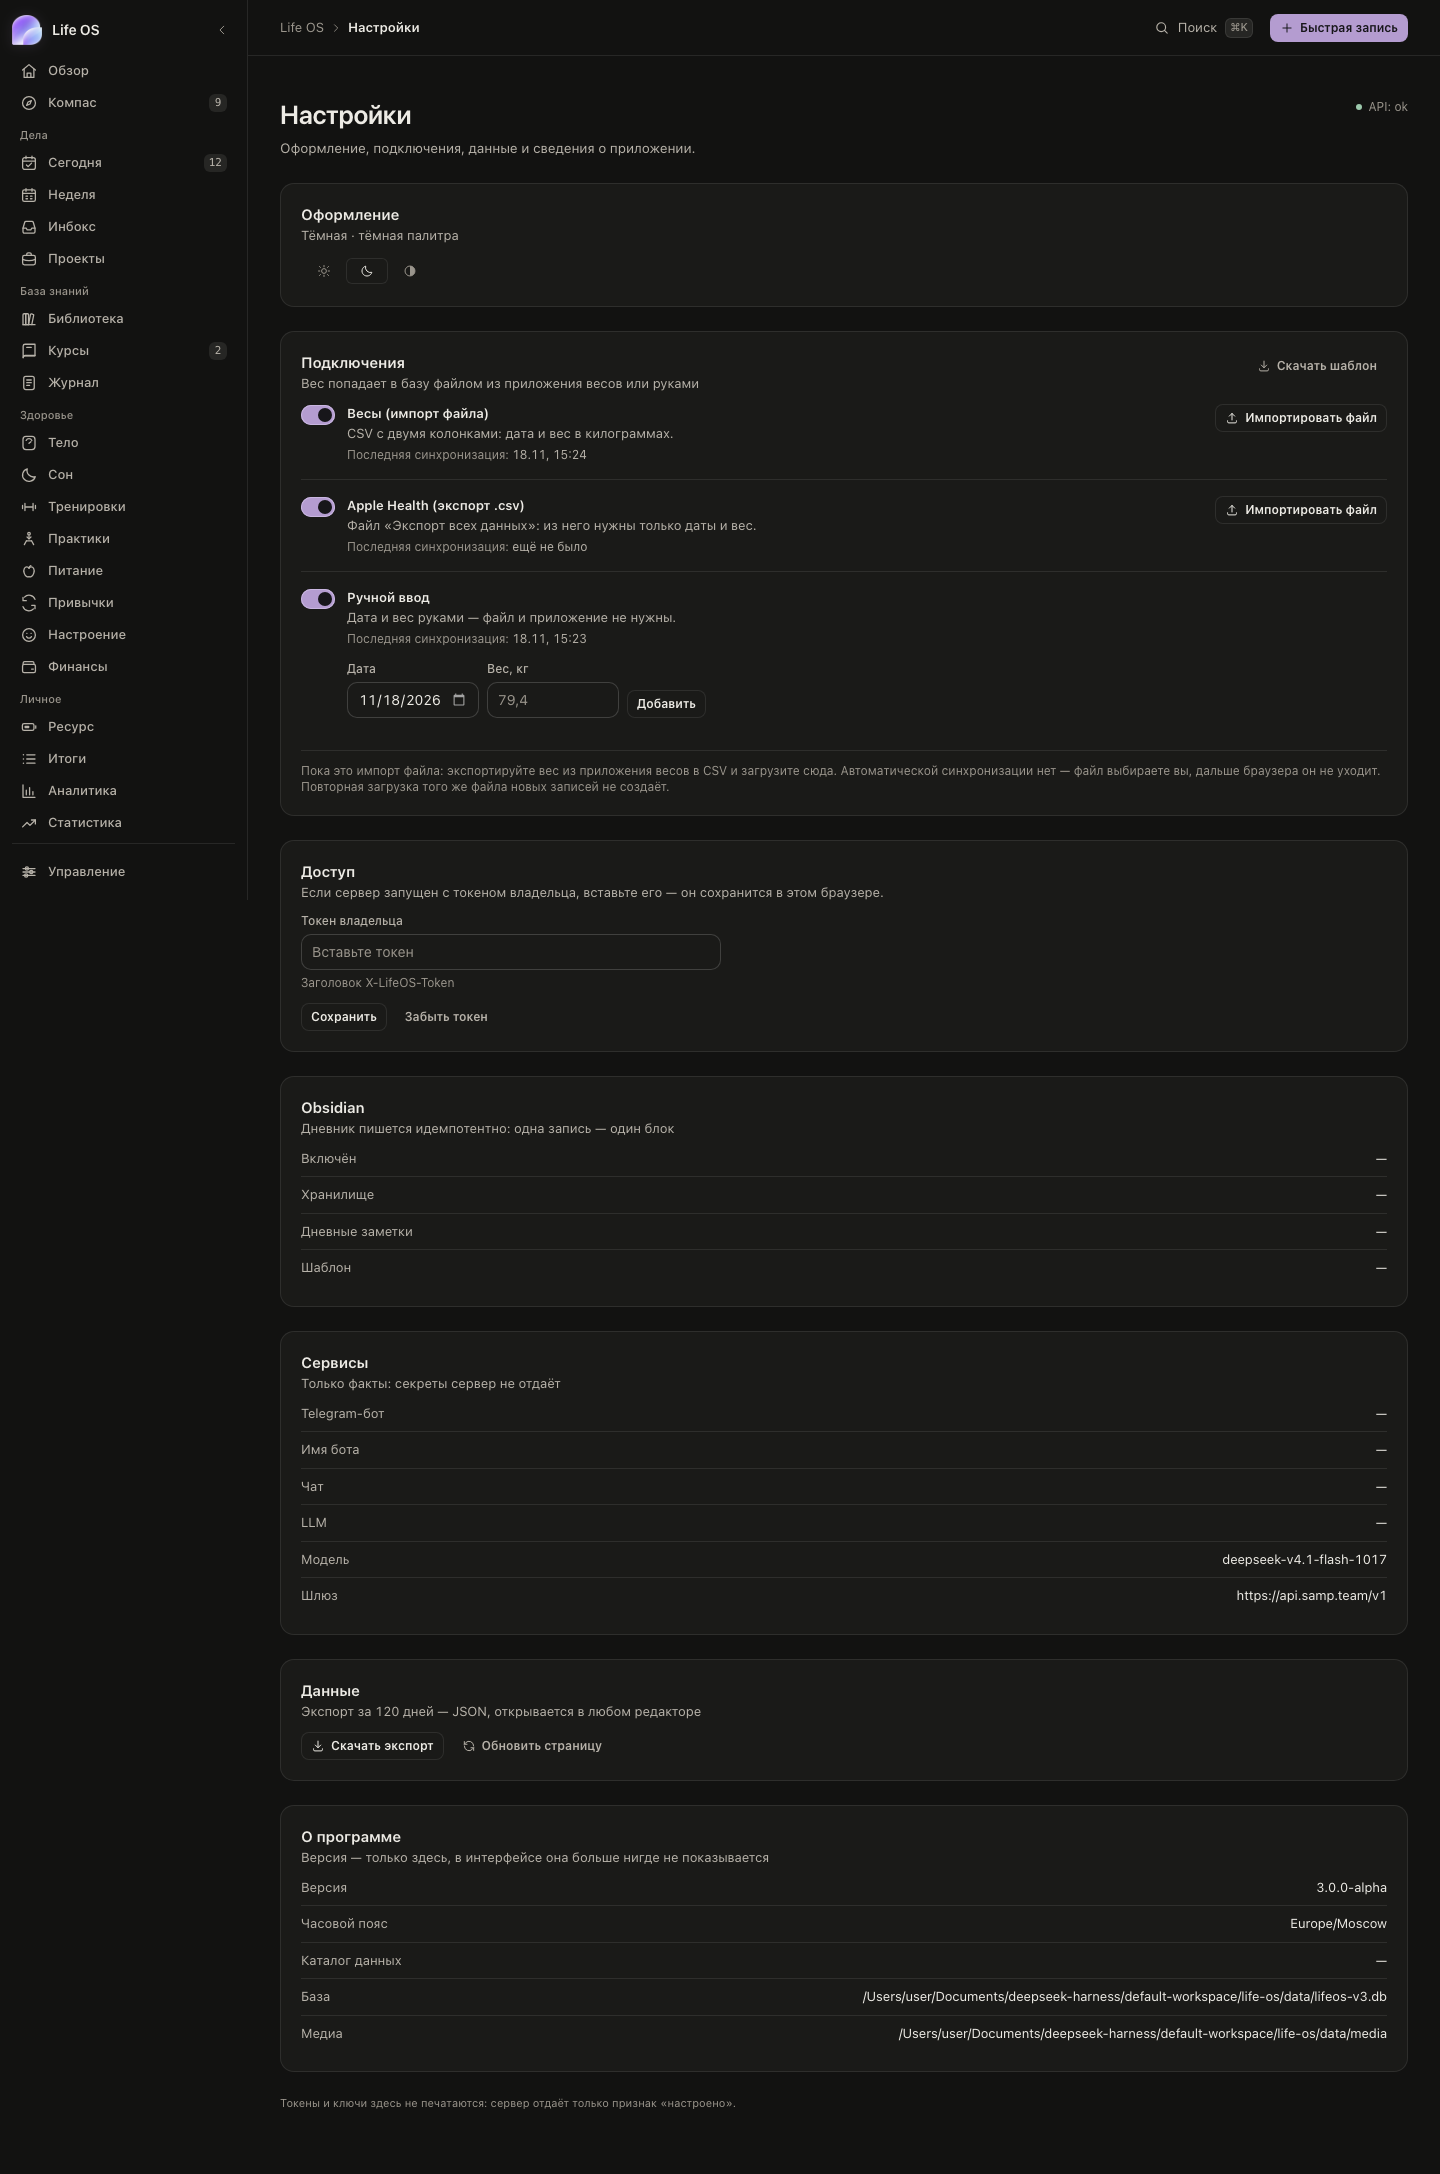 Life OS
Обзор
Компас 9
Дела
Сегодня 12
Неделя
Инбокс
Проекты
База знаний
Библиотека
Курсы 2
Журнал
Здоровье
Тело
Сон
Тренировки
Практики
Питание
Привычки
Настроение
Финансы
Личное
Ресурс
Итоги
Аналитика
Статистика
Управление
Life OS > Настройки
Поиск ⌘K
+ Быстрая запись
Настройки
API: ok
Оформление, подключения, данные и сведения о приложении.
Оформление
Тёмная · тёмная палитра
Подключения
Скачать шаблон
Вес попадает в базу файлом из приложения весов или руками
Весы (импорт файла)
Импортировать файл
CSV с двумя колонками: дата и вес в килограммах.
Последняя синхронизация: 18.11, 15:24
Apple Health (экспорт .csv)
Импортировать файл
Файл «Экспорт всех данных»: из него нужны только даты и вес.
Последняя синхронизация: ещё не было
Ручной ввод
Дата и вес руками — файл и приложение не нужны.
Последняя синхронизация: 18.11, 15:23
Дата Вес, кг
11/18/2026 79,4 Добавить
Пока это импорт файла: экспортируйте вес из приложения весов в CSV и загрузите сюда. Автоматической синхронизации нет — файл выбираете вы, дальше браузера он не уходит.
Повторная загрузка того же файла новых записей не создаёт.
Доступ
Если сервер запущен с токеном владельца, вставьте его — он сохранится в этом браузере.
Токен владельца
Вставьте токен
Заголовок X-LifeOS-Token
Сохранить Забыть токен
Obsidian
Дневник пишется идемпотентно: одна запись — один блок
Включён —
Хранилище —
Дневные заметки —
Шаблон —
Сервисы
Только факты: секреты сервер не отдаёт
Telegram-бот —
Имя бота —
Чат —
LLM —
Модель deepseek-v4.1-flash-1017
Шлюз https://api.samp.team/v1
Данные
Экспорт за 120 дней — JSON, открывается в любом редакторе
Скачать экспорт Обновить страницу
О программе
Версия — только здесь, в интерфейсе она больше нигде не показывается
Версия 3.0.0-alpha
Часовой пояс Europe/Moscow
Каталог данных —
База /Users/user/Documents/deepseek-harness/default-workspace/life-os/data/lifeos-v3.db
Медиа /Users/user/Documents/deepseek-harness/default-workspace/life-os/data/media
Токены и ключи здесь не печатаются: сервер отдаёт только признак «настроено».